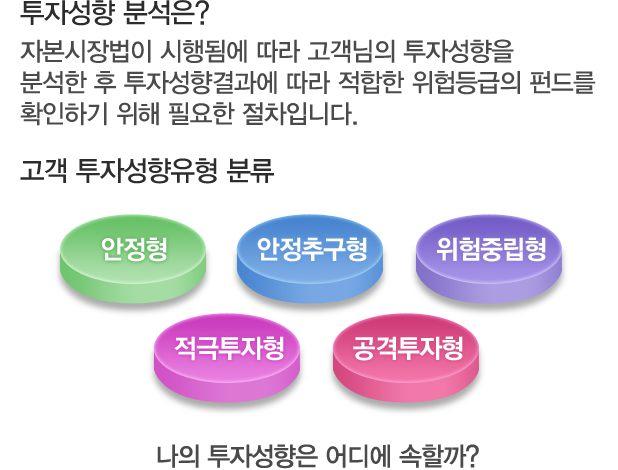 투자성향 분석은?
자본시장법이 시행됨에 따라 고객님의 투자성향을
분석한 후 투자성향결과에 따라 적합한 위험등급의 펀드를
확인하기 위해 필요한 절차입니다.
고객 투자성향유형 분류
안정형 안정추구형 위험중립형
적극투자형 공격투자형
나의 투자성향은 어디에 속할까?